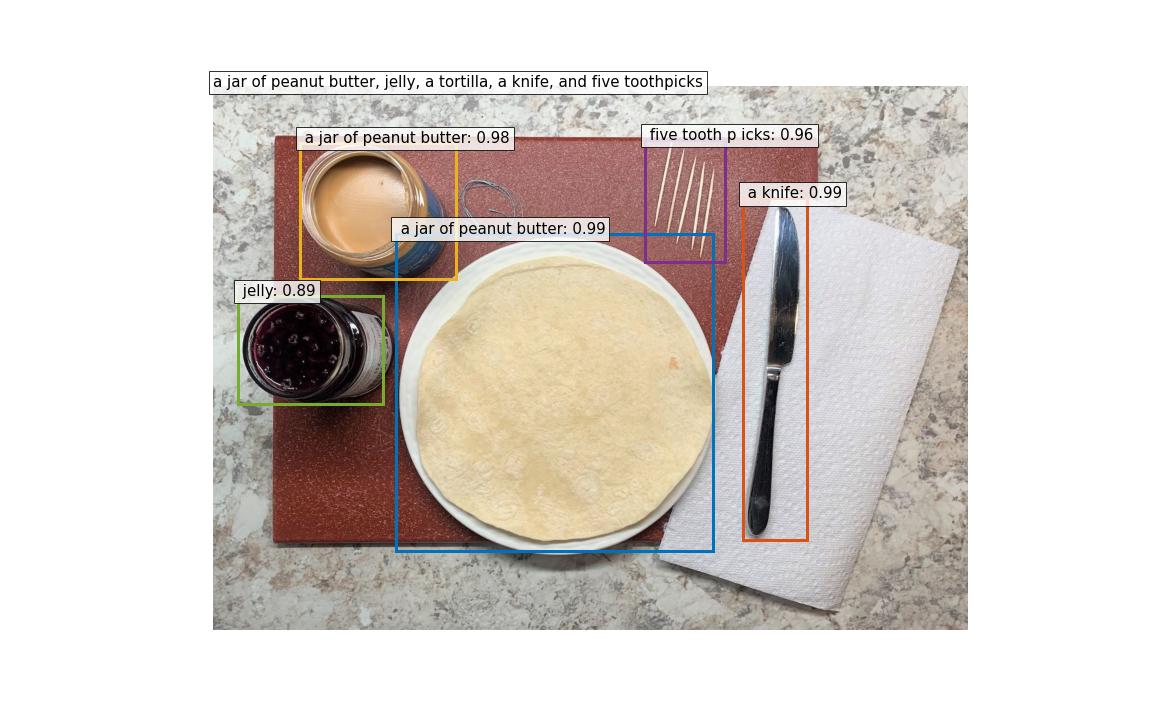 a jar of peanut butter, jelly, a tortilla, a knife, and five toothpicks
five tooth p icks: 0.96
a jar of peanut butter: 0.98
a knife: 0.99
a jar of peanut butter: 0.99
jelly: 0.89